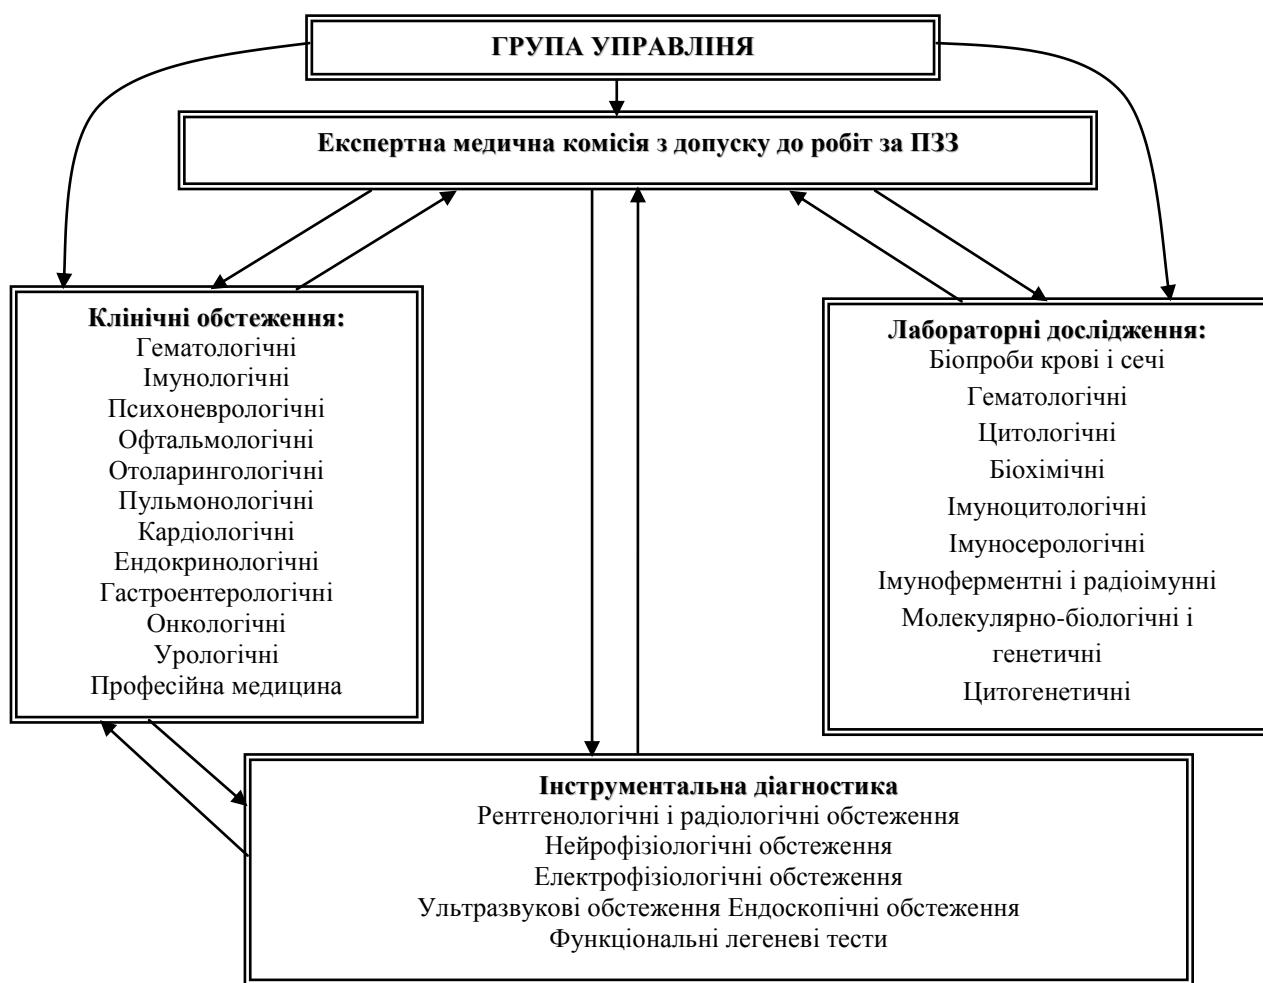 ГРУПА УПРАВЛІНЯ
Експертна медична комісія з допуску до робіт за ПЗЗ
Клінічні обстеження:
Гематологічні
Імунологічні
Психоневрологічні
Офтальмологічні
Отоларингологічні
Пульмонологічні
Кардіологічні
Ендокринологічні
Гастроентерологічні
Онкологічні
Урологічні
Професійна медицина
Лабораторні дослідження:
Біопроби крові і сечі
Гематологічні
Цитологічні
Біохімічні
Імуноцитологічні
Імуносерологічні
Імуноферментні і радіоімунні
Молекулярно-біологічні і
генетичні
Цитогенетичні
Інструментальна діагностика
Рентгенологічні і радіологічні обстеження
Нейрофізіологічні обстеження
Електрофізіологічні обстеження
Ультразвукові обстеження Ендоскопічні обстеження
Функціональні легеневі тести